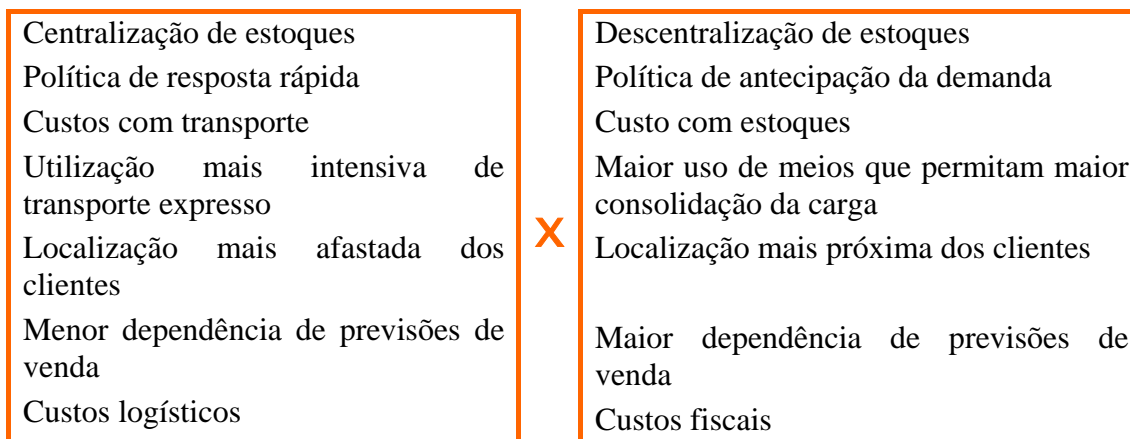 Centralização de estoques
Política de resposta rápida
Custos com transporte
Utilização mais intensiva de
transporte expresso
Localização mais afastada dos
clientes
Menor dependência de previsões de
venda
Custos logísticos
X
Descentralização de estoques
Política de antecipação da demanda
Custo com estoques
Maior uso de meios que permitam maior
consolidação da carga
Localização mais próxima dos clientes
Maior dependência de previsões de
venda
Custos fiscais